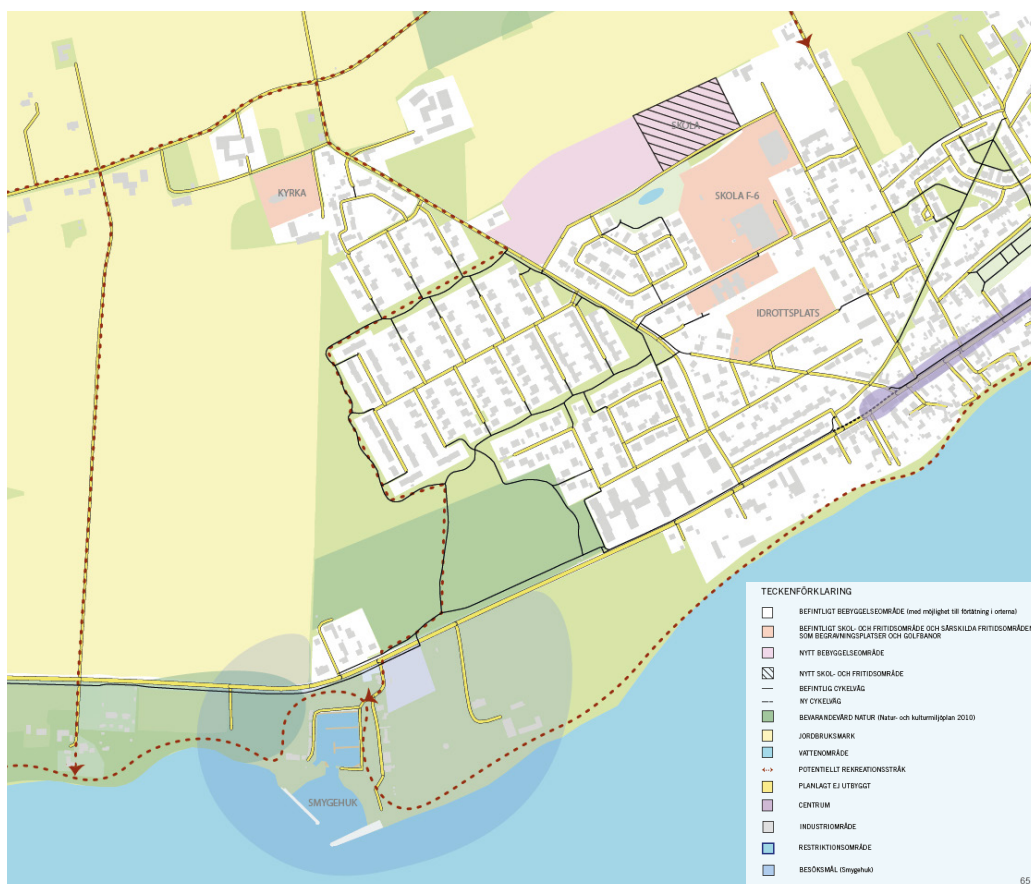 SKOLA
KYRKA
SKOLA F-6
IDROTTSPLATS
SMYGEHUK
TECKENFÖRKLARING
BEFINTLIGT BEBYGGELSEOMRÅDE (med möjlighet till förtätning i orterna)
BEFINTLIGT SKOL- OCH FRITIDSOMRÅDE OCH SÄRSKILDA FRITIDSOMRÅDEN
SOM BEGRAVNINGSPLATSER OCH GOLFBANOR
NYTT BEBYGGELSEOMRÅDE
NYTT SKOL- OCH FRITIDSOMRÅDE
BEFINTLIG CYKELVÄG
NY CYKELVÄG
BEVARANDEVÄRD NATUR (Natur- och kulturmiljöplan 2010)
JORDBRUKSMARK
VATTENOMRÅDE
POTENTIELLT REKREATIONSSTRÅK
PLANLAGT EJ UTBYGGT
CENTRUM
INDUSTRIOMRÅDE
RESTRIKTIONSOMRÅDE
BESÖKSMÅL (Smygehuk)
65